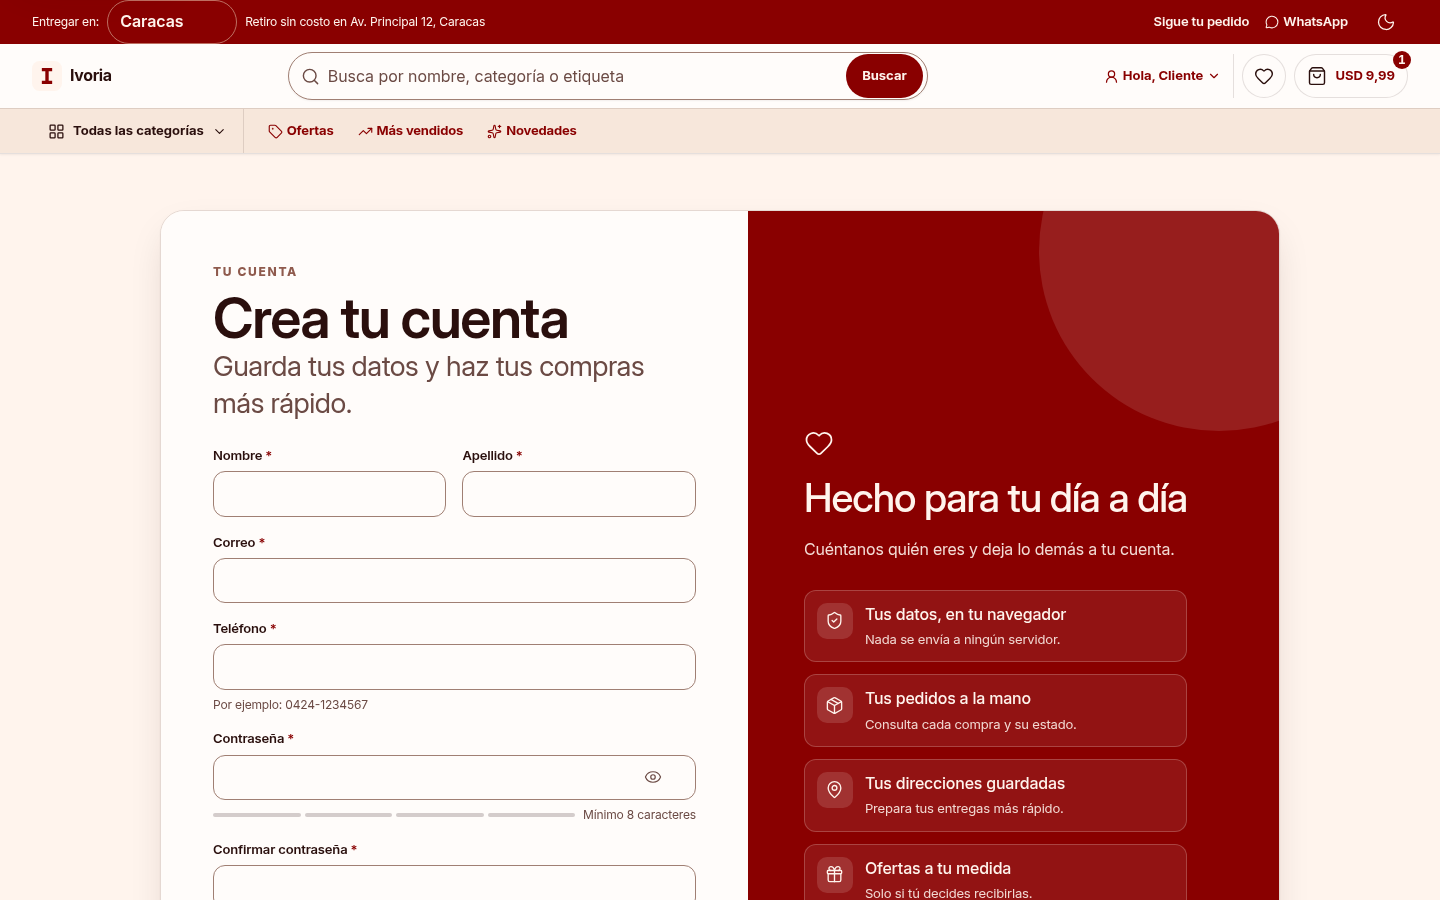 Entregar en:
Caracas
Retiro sin costo en Av. Principal 12, Caracas
Sigue tu pedido
WhatsApp
I
Ivoria
Busca por nombre, categoría o etiqueta
Buscar
Hola, Cliente
USD 9,99
1
Todas las categorías
Ofertas
Más vendidos
Novedades
TU CUENTA
Crea tu cuenta
Guarda tus datos y haz tus compras
más rápido.
Nombre *
Apellido *
Correo *
Teléfono *
Por ejemplo: 0424-1234567
Contraseña *
Mínimo 8 caracteres
Confirmar contraseña *
Hecho para tu día a día
Cuéntanos quién eres y deja lo demás a tu cuenta.
Tus datos, en tu navegador
Nada se envía a ningún servidor.
Tus pedidos a la mano
Consulta cada compra y su estado.
Tus direcciones guardadas
Prepara tus entregas más rápido.
Ofertas a tu medida
Solo si tú decides recibirlas.